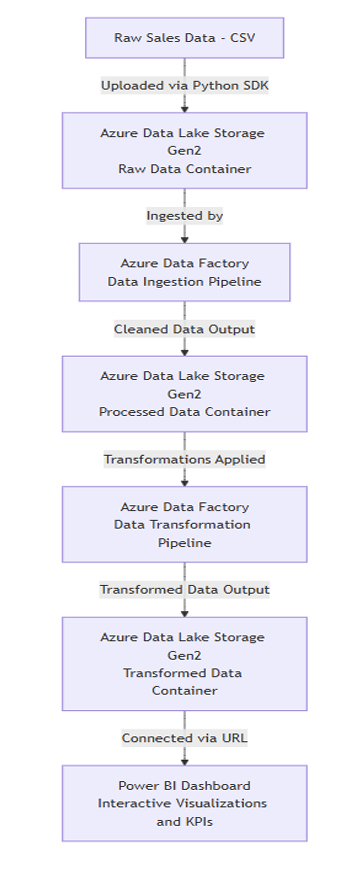 Raw Sales Data - CSV
Uploaded via Python SDK
Azure Data Lake Storage
Gen2
Raw Data Container
Ingested by
Azure Data Factory
Data Ingestion Pipeline
Cleaned Data Output
Azure Data Lake Storage
Gen2
Processed Data Container
Transformations Applied
Azure Data Factory
Data Transformation
Pipeline
Transformed Data Output
Azure Data Lake Storage
Gen2
Transformed Data
Container
Connected via URL
Power BI Dashboard
Interactive Visualizations
and KPIs